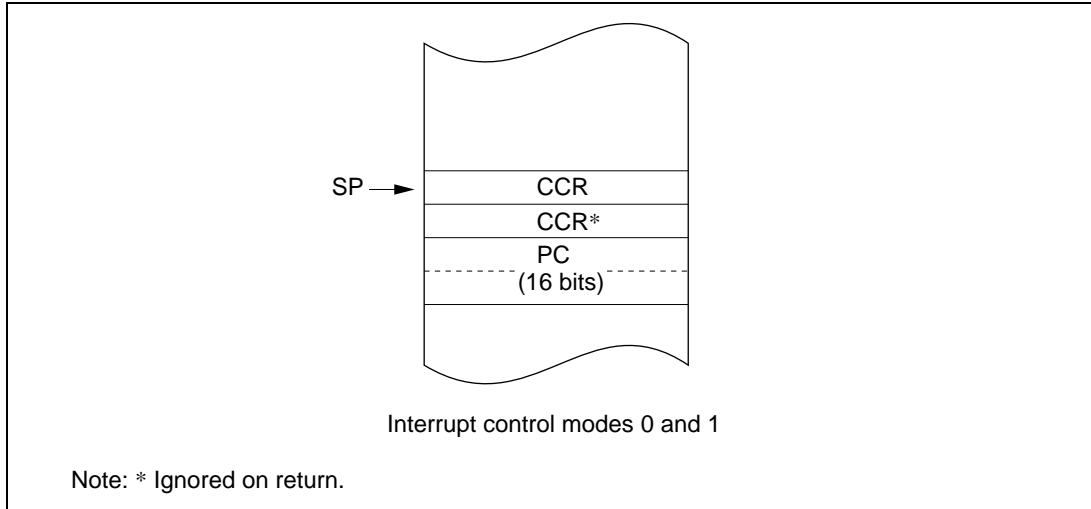 SP
CCR
CCR*
PC
(16 bits)
Interrupt control modes 0 and 1
Note: * Ignored on return.